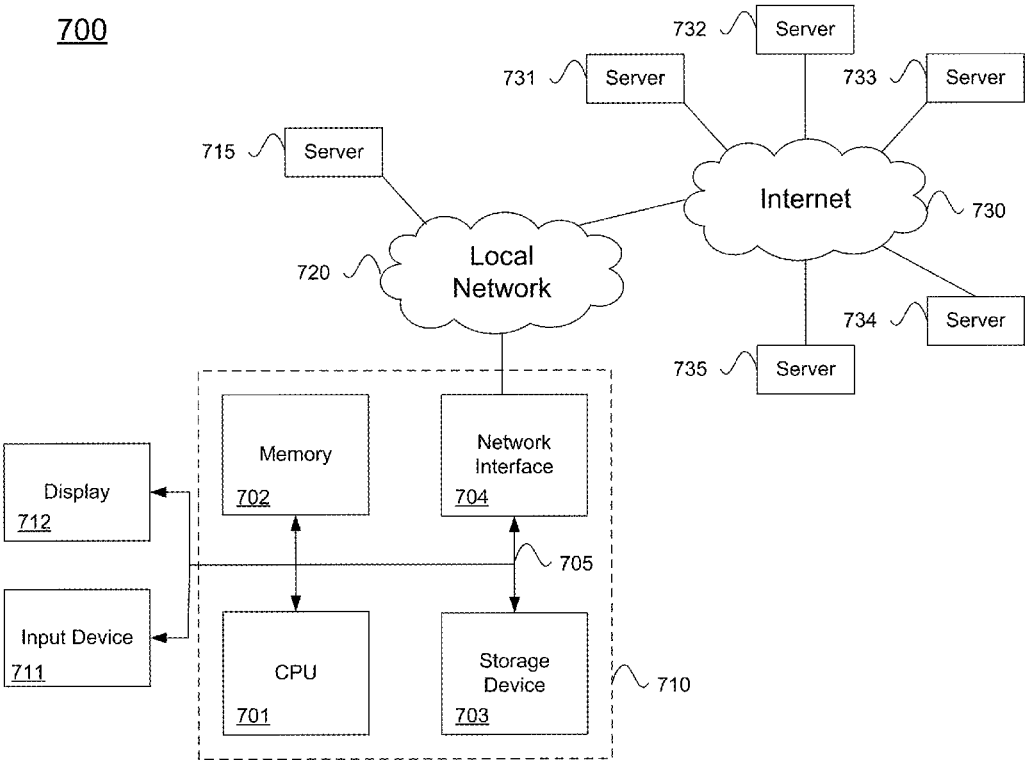 700
732
Server
731
Server
733
Server
715
Server
Internet
730
720
Local
Network
734
Server
735
Server
Memory
702
Network
Interface
704
Display
712
705
Input Device
711
CPU
701
Storage
Device
703
710